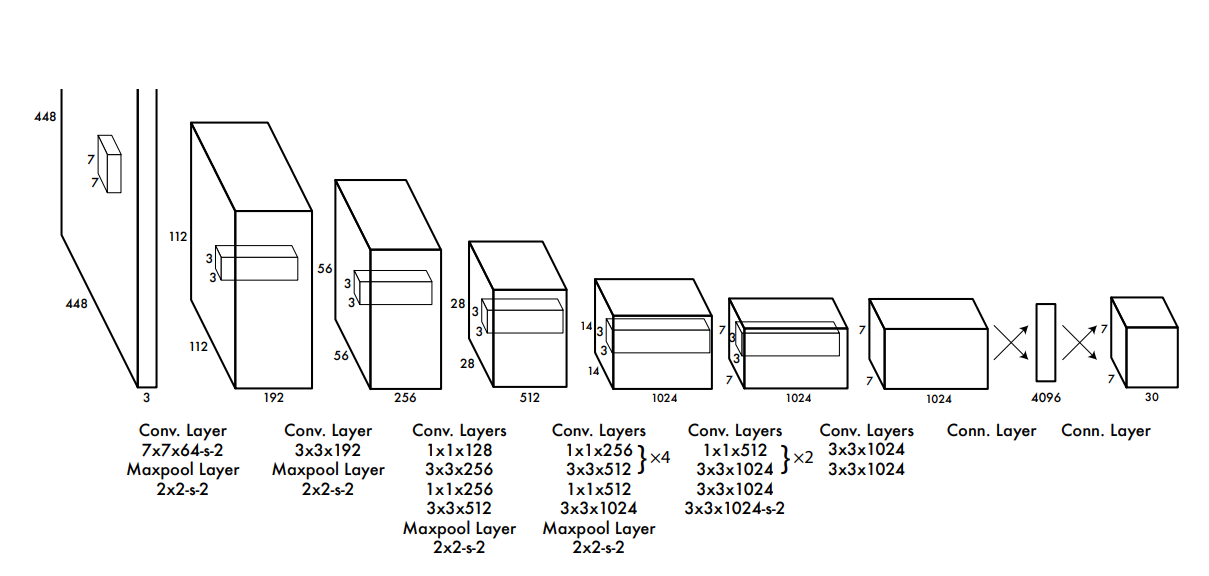 448
7
7
448
3
112
3
3
112
192
56
3
3
56
256
28
3
3
28
512
14
3
3
14
1024
7
3
3
7
1024
7
7
1024
4096
7
7
30
Conv. Layer
7x7x64-s-2
Maxpool Layer
2x2-s-2
Conv. Layer
3x3x192
Maxpool Layer
2x2-s-2
Conv. Layers
1x1x128
3x3x256
1x1x256
3x3x512
Maxpool Layer
2x2-s-2
Conv. Layers
1x1x256
3x3x512
}×4
1x1x512
3x3x1024
Maxpool Layer
2x2-s-2
Conv. Layers
1x1x512
3x3x1024
}×2
3x3x1024
3x3x1024-s-2
Conv. Layers
3x3x1024
3x3x1024
Conn. Layer
Conn. Layer